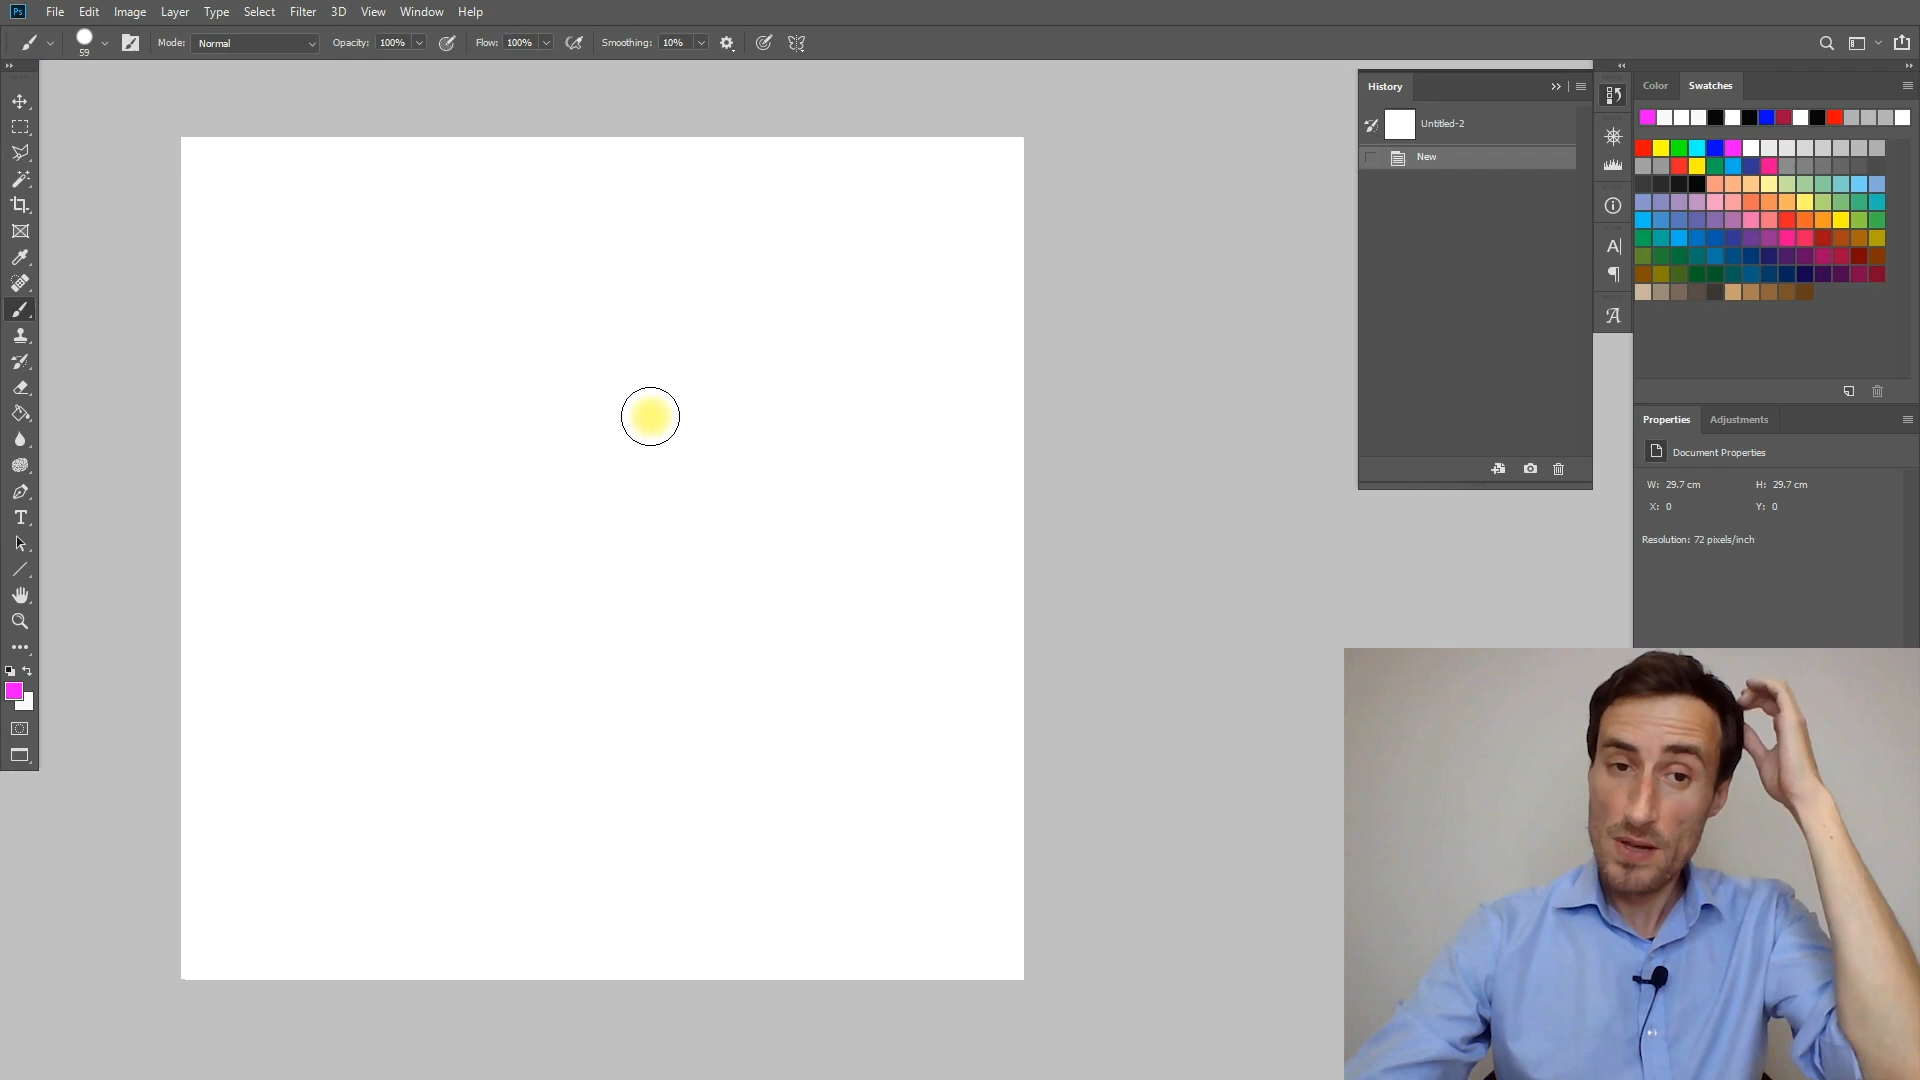 Ps File Edit Image Layer Type Select Filter 3D View Window Help
59 Mode: Normal Opacity: 100% Flow: 100% Smoothing: 10%
History
Untitled-2
New
Color Swatches
Properties Adjustments
Document Properties
W: 29.7 cm H: 29.7 cm
X: 0 Y: 0
Resolution: 72 pixels/inch